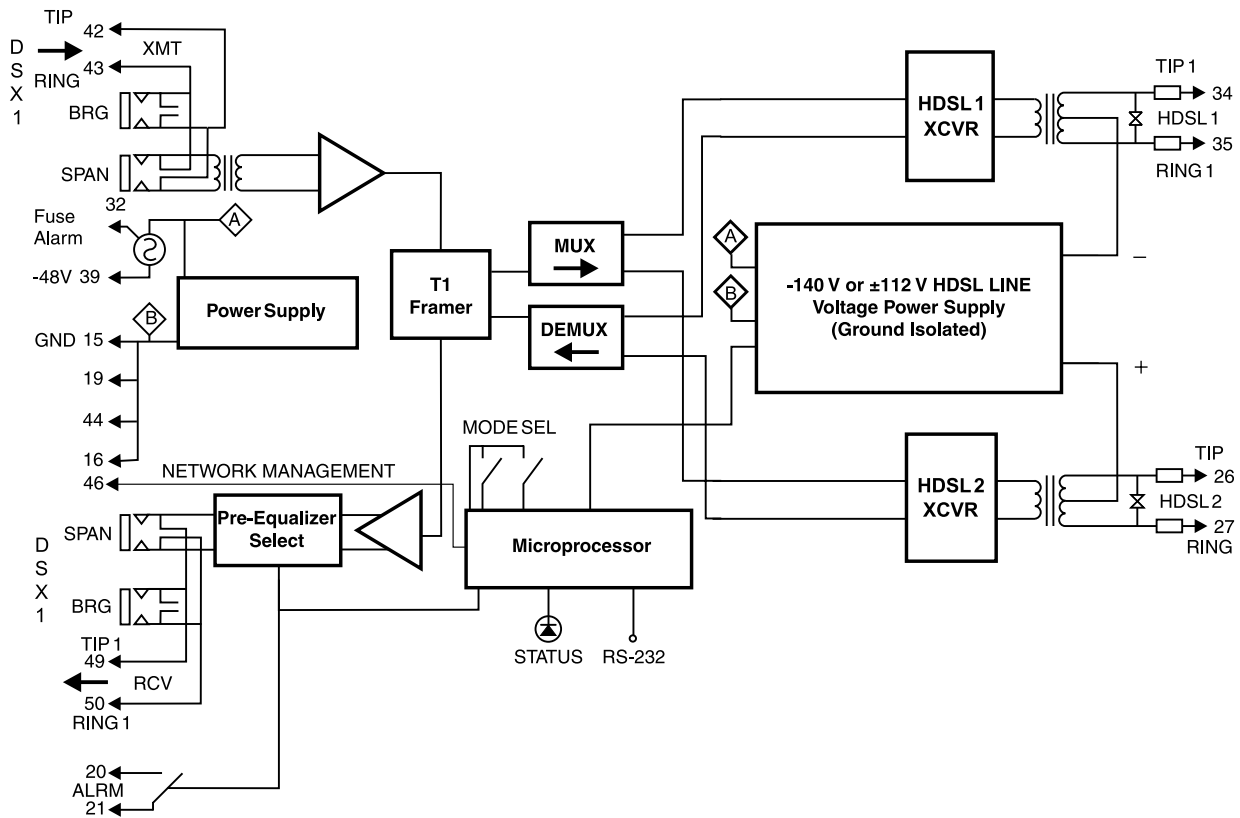 TIP
42
DSX1
XMT
43
RING
BRG
SPAN
32
Fuse
Alarm
A
-48V 39
Power Supply
B
GND 15
19
44
16
46
NETWORK MANAGEMENT
T1
Framer
MUX
DEMUX
HDSL 1
XCVR
TIP 1
34
HDSL 1
35
RING 1
A
B
-140 V or ±112 V HDSL LINE
Voltage Power Supply
(Ground Isolated)
−
+
MODE SEL
HDSL 2
XCVR
TIP
26
HDSL 2
27
RING
DSX1
SPAN
Pre-Equalizer
Select
Microprocessor
BRG
STATUS
RS-232
TIP 1
49
RCV
50
RING 1
20
ALRM
21